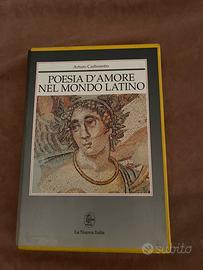 Arturo Carbonetto
POESIA D'AMORE
NEL MONDO LATINO
La Nuova Italia
subito